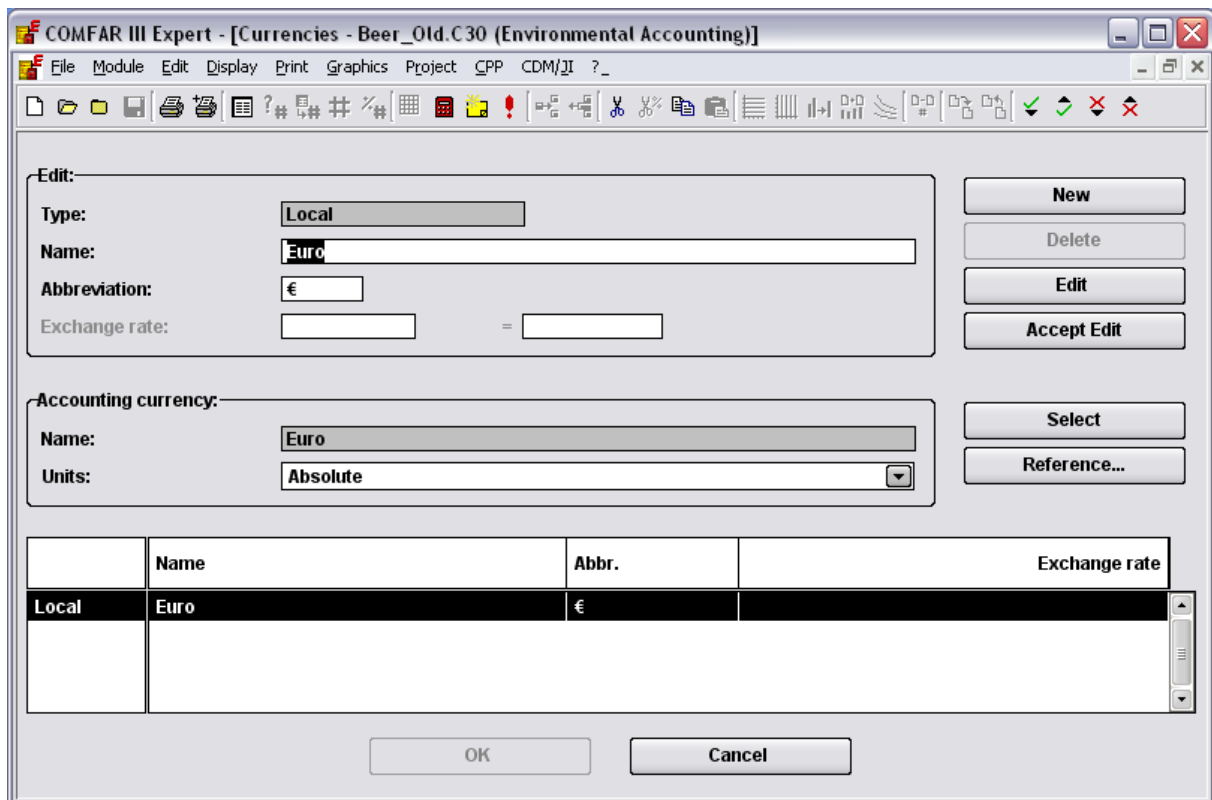 COMFAR III Expert - [Currencies - Beer_Old.C30 (Environmental Accounting)]
File Module Edit Display Print Graphics Project CPP CDM/JI ?_
Edit:
Type: Local
Name: Euro
Abbreviation: €
Exchange rate: =
New
Delete
Edit
Accept Edit
Accounting currency:
Name: Euro
Units: Absolute
Select
Reference...
Name Abbr. Exchange rate
Local Euro €
OK Cancel